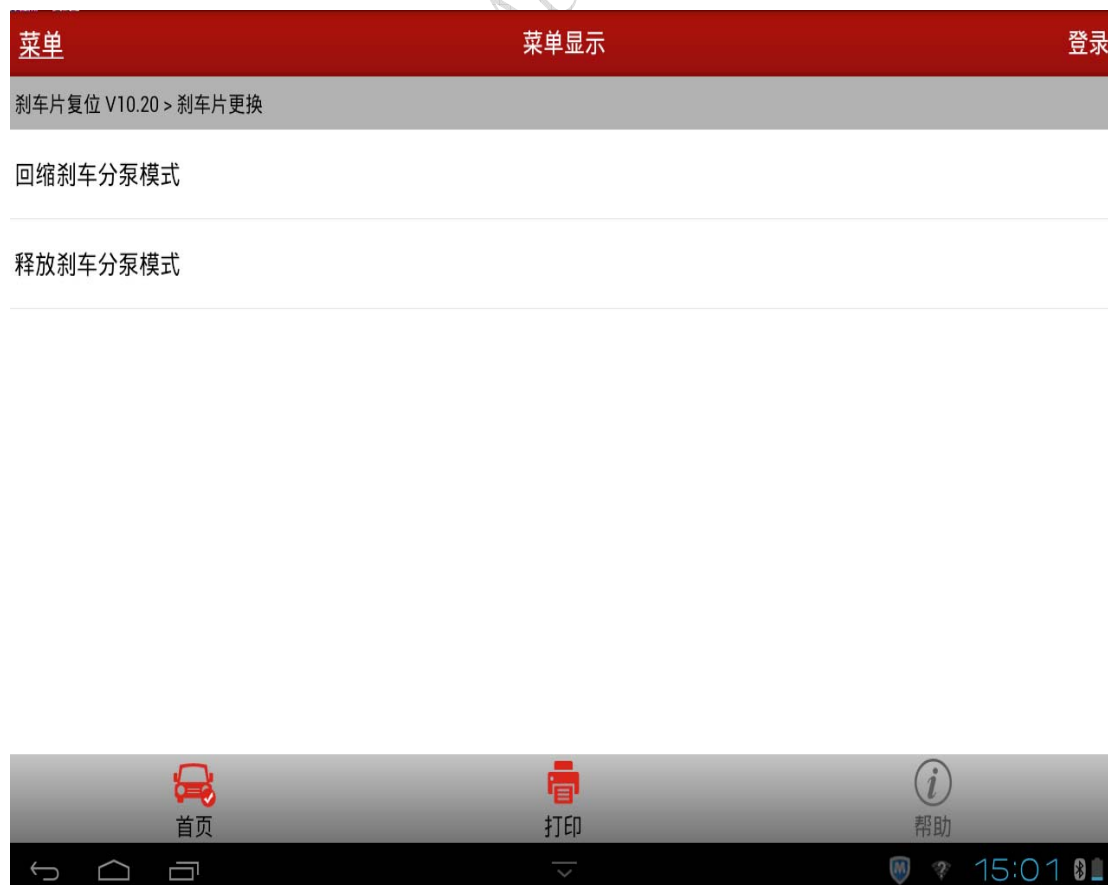 菜单 菜单显示 登录
刹车片复位 V10.20 > 刹车片更换
回缩刹车分泵模式
释放刹车分泵模式
首页 打印 帮助
15:01